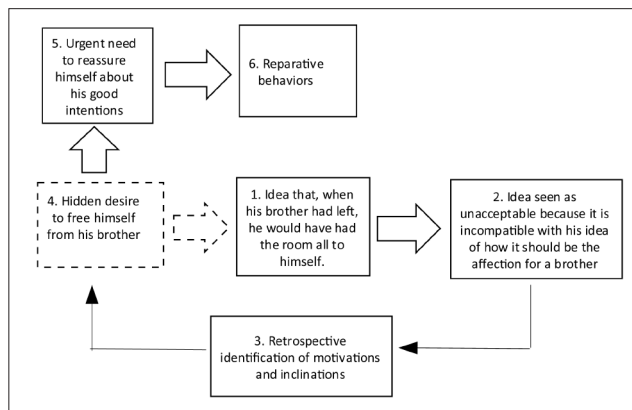 5. Urgent need
to reassure
himself about
his good
intentions
6. Reparative
behaviors
4. Hidden desire
to free himself
from his brother
1. Idea that, when
his brother had left,
he would have had
the room all to
himself.
2. Idea seen as
unacceptable because it is
incompatible with his idea
of how it should be the
affection for a brother
3. Retrospective
identification of motivations
and inclinations